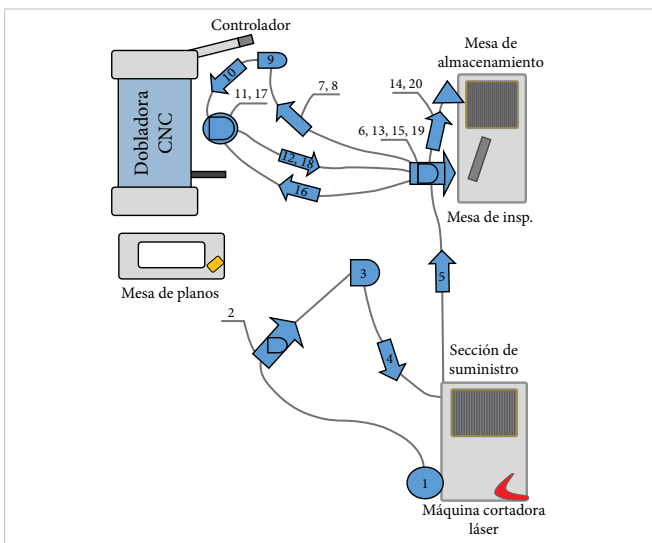 Controlador
Mesa de
almacenamiento
9
10
7, 8
14, 20
11, 17
Dobladora
CNC
6, 13, 15, 19
12, 18
16
Mesa de insp.
Mesa de planos
3
5
2
4
Sección de
suministro
1
Máquina cortadora
láser